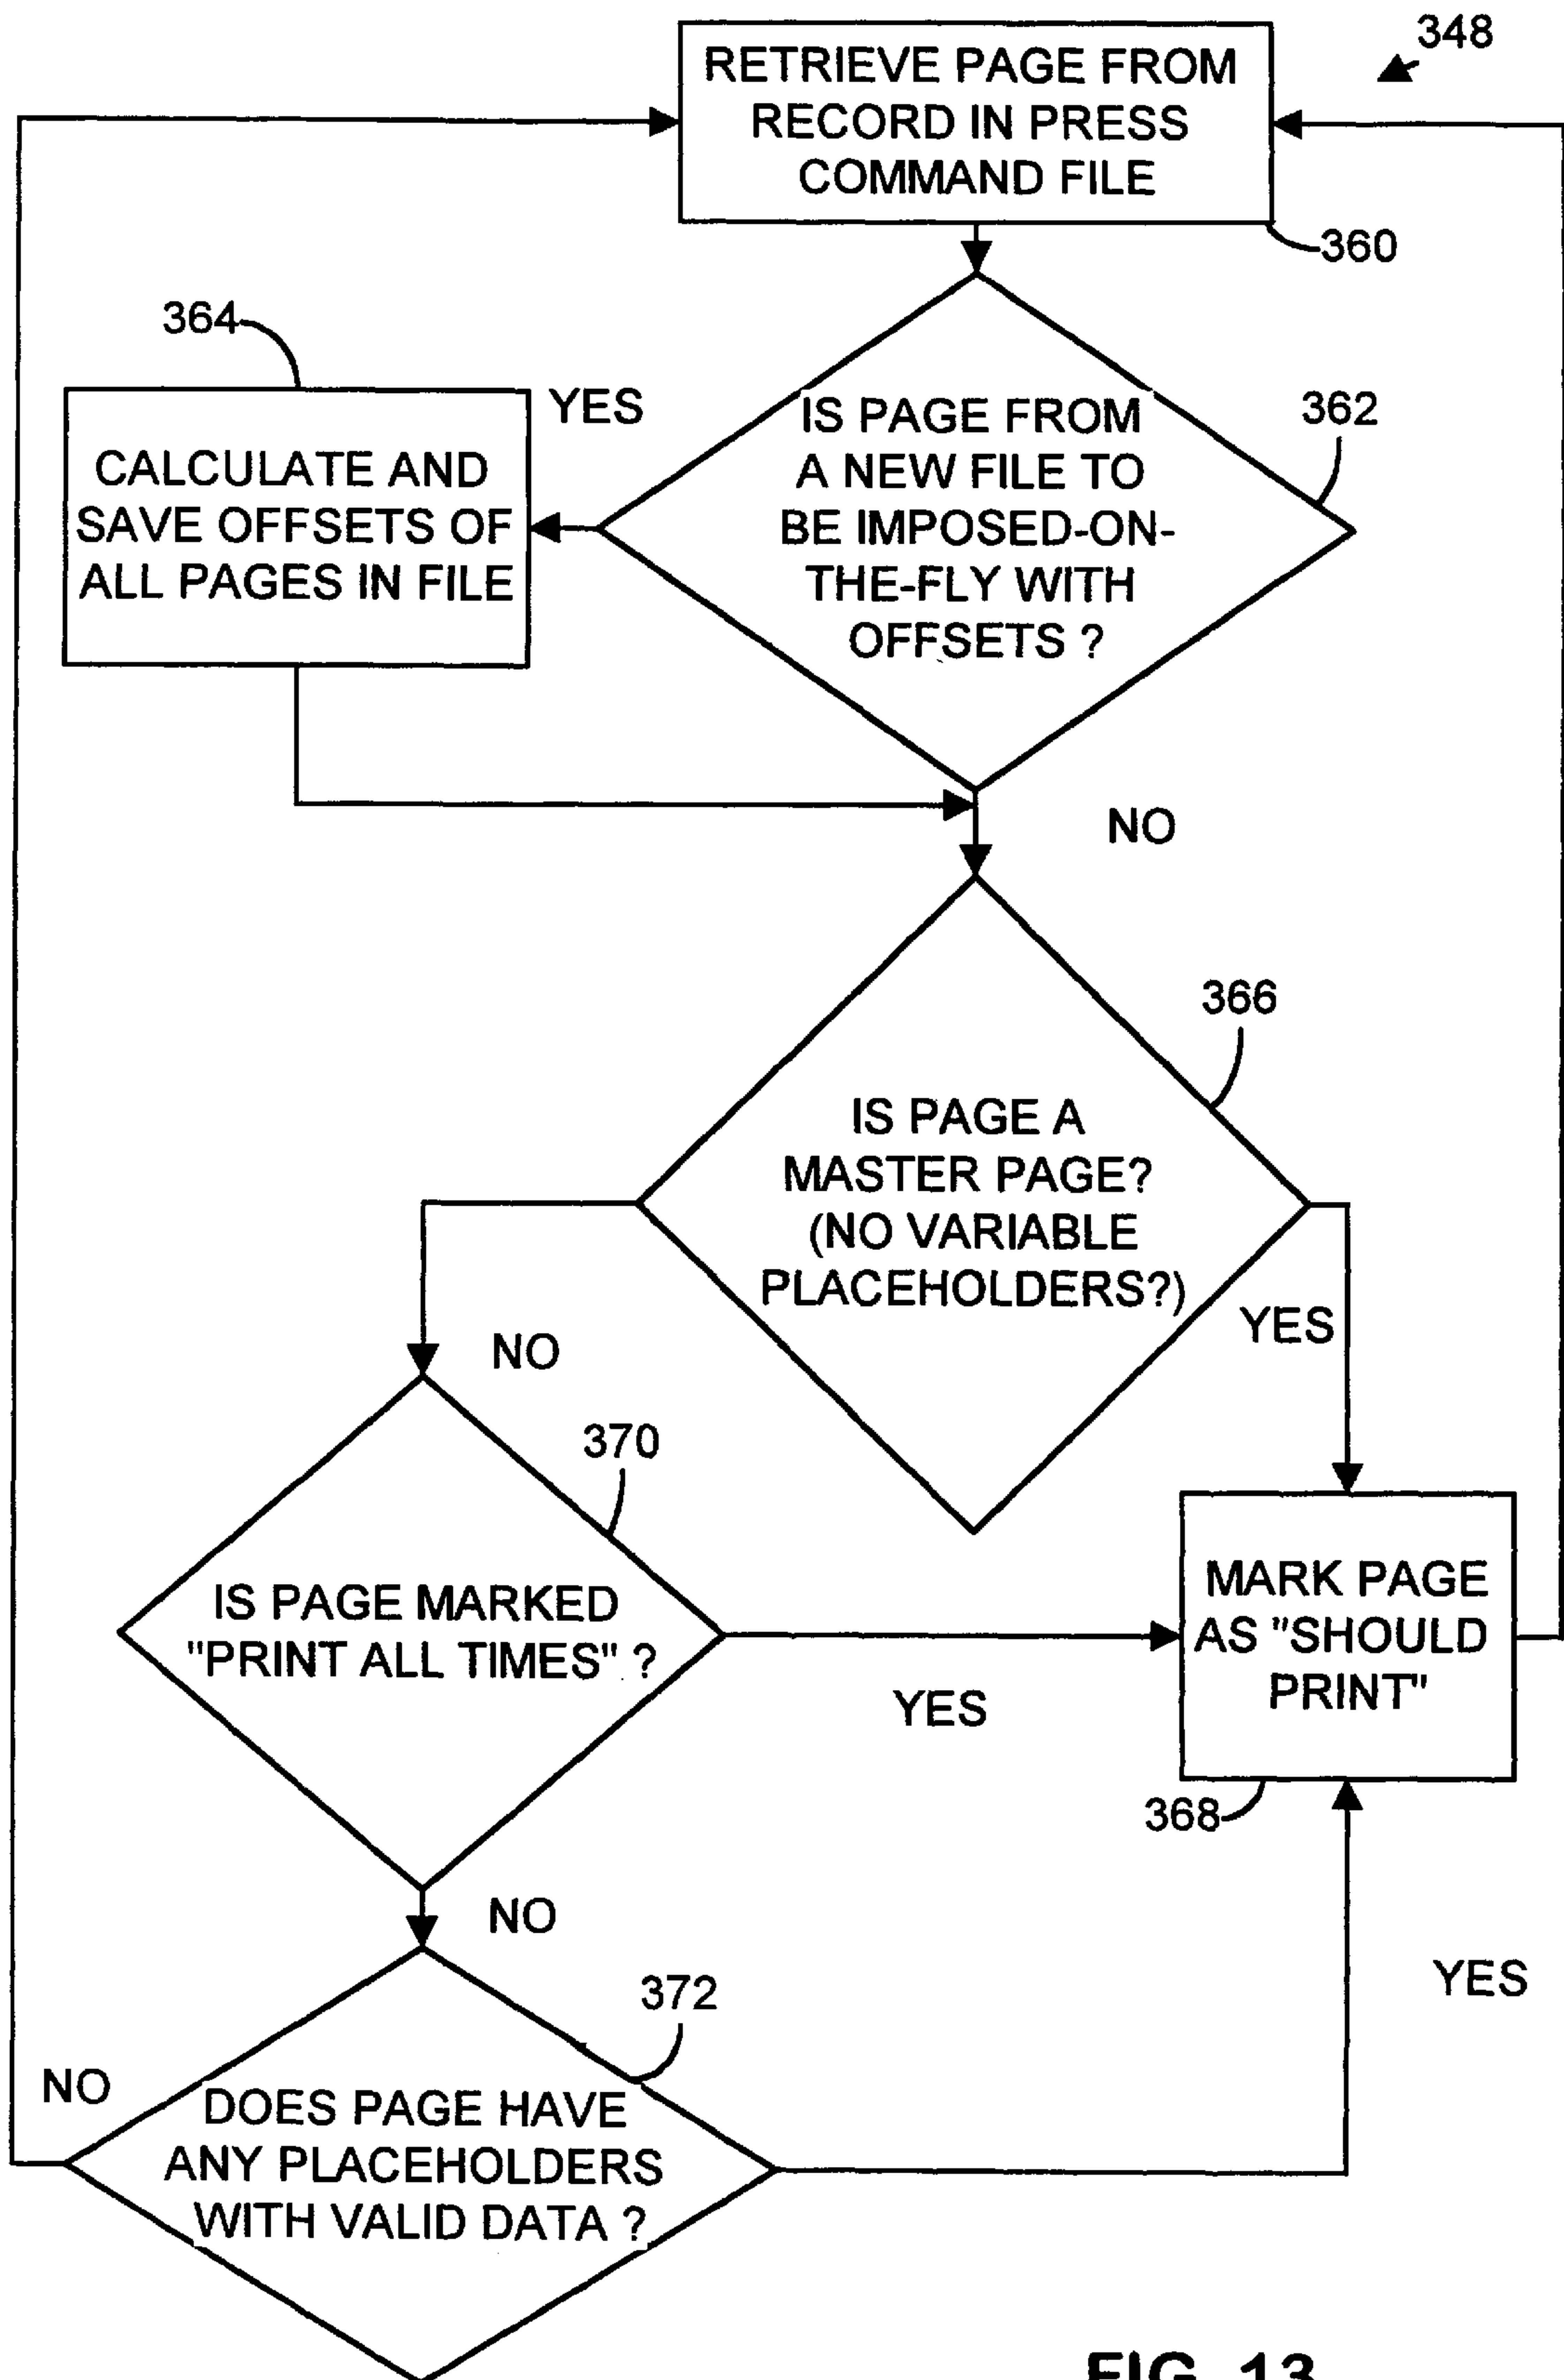 348
RETRIEVE PAGE FROM
RECORD IN PRESS
COMMAND FILE
360
364
YES
362
CALCULATE AND
SAVE OFFSETS OF
ALL PAGES IN FILE
IS PAGE FROM
A NEW FILE TO
BE IMPOSED-ON-
THE-FLY WITH
OFFSETS ?
NO
366
IS PAGE A
MASTER PAGE?
(NO VARIABLE
PLACEHOLDERS?)
YES
NO
370
IS PAGE MARKED
"PRINT ALL TIMES" ?
YES
MARK PAGE
AS "SHOULD
PRINT"
368
NO
372
YES
NO
DOES PAGE HAVE
ANY PLACEHOLDERS
WITH VALID DATA ?
FIG. 13